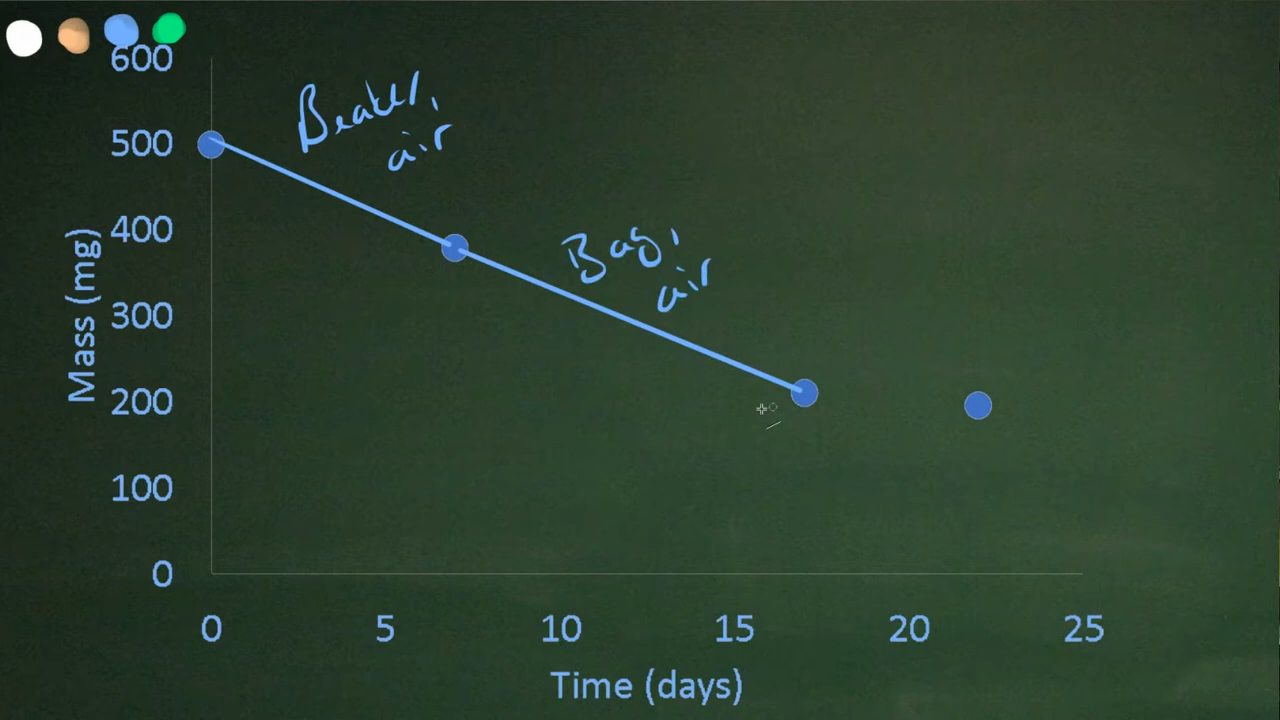 600
500
400
300
200
100
0
Mass (mg)
Beaker,
air
Bag,
air
0 5 10 15 20 25
Time (days)